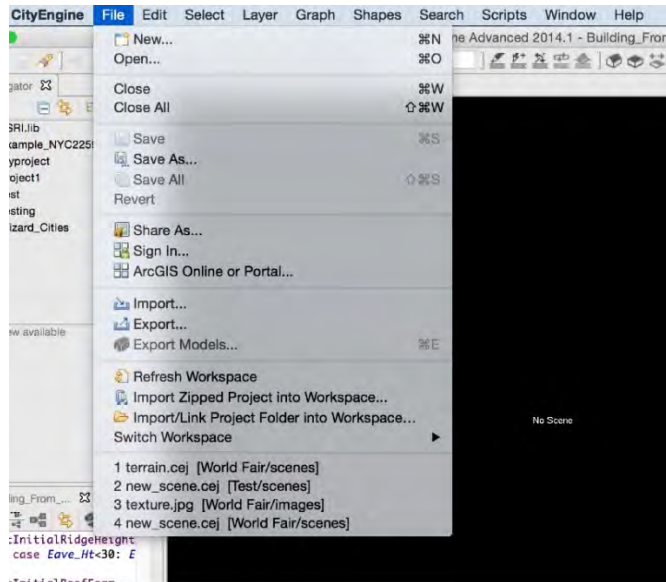 CityEngine File Edit Select Layer Graph Shapes Search Scripts Window Help
New... ⌘N
ne Advanced 2014.1 - Building_Fro
Open... ⌘O
gator
Close ⌘W
Close All ⇧⌘W
SRI.lib
xample_NYC225
Save ⌘S
yproject
Save As...
oject1
Save All ⇧⌘S
st
Revert
sting
izard_Cities
Share As...
Sign In...
ArcGIS Online or Portal...
Import...
Export...
ew available
Export Models... ⌘E
Refresh Workspace
Import Zipped Project into Workspace...
Import/Link Project Folder into Workspace...
No Scene
Switch Workspace
1 terrain.cej [World Fair/scenes]
2 new_scene.cej [Test/scenes]
3 texture.jpg [World Fair/images]
4 new_scene.cej [World Fair/scenes]
ing_From_...
tInitialRidgeHeight
case Eave_Ht<30: E